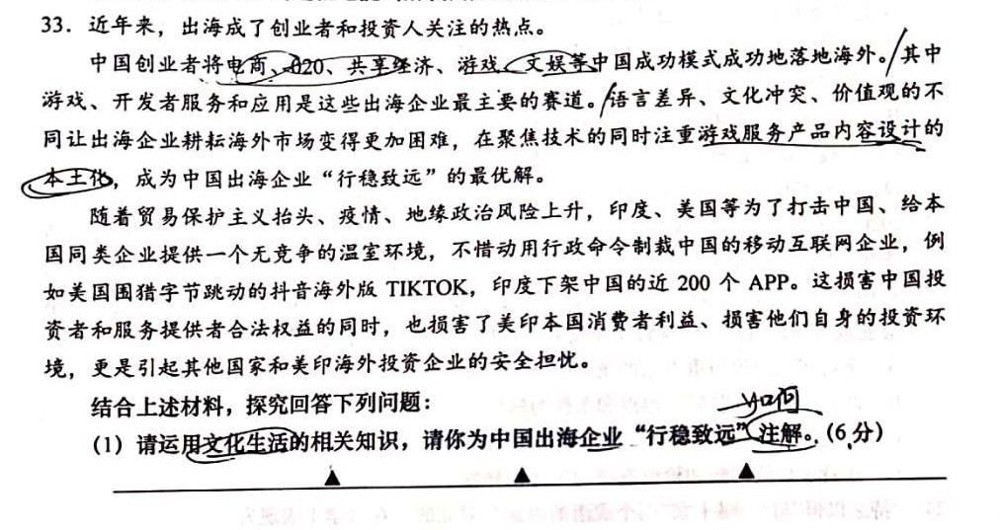 33．近年来，出海成了创业者和投资人关注的热点。
中国创业者将电商、O2O、共享经济、游戏、文娱等中国成功模式成功地落地海外。其中
游戏、开发者服务和应用是这些出海企业最主要的赛道。语言差异、文化冲突、价值观的不
同让出海企业耕耘海外市场变得更加困难，在聚焦技术的同时注重游戏服务产品内容设计的
本土化，成为中国出海企业“行稳致远”的最优解。
随着贸易保护主义抬头、疫情、地缘政治风险上升，印度、美国等为了打击中国、给本
国同类企业提供一个无竞争的温室环境，不惜动用行政命令制裁中国的移动互联网企业，例
如美国围猎字节跳动的抖音海外版 TIKTOK，印度下架中国的近 200 个 APP。这损害中国投
资者和服务提供者合法权益的同时，也损害了美印本国消费者利益、损害他们自身的投资环
境，更是引起其他国家和美印海外投资企业的安全担忧。
结合上述材料，探究回答下列问题：
如何
（1）请运用文化生活的相关知识，请你为中国出海企业“行稳致远”注解。（6分）